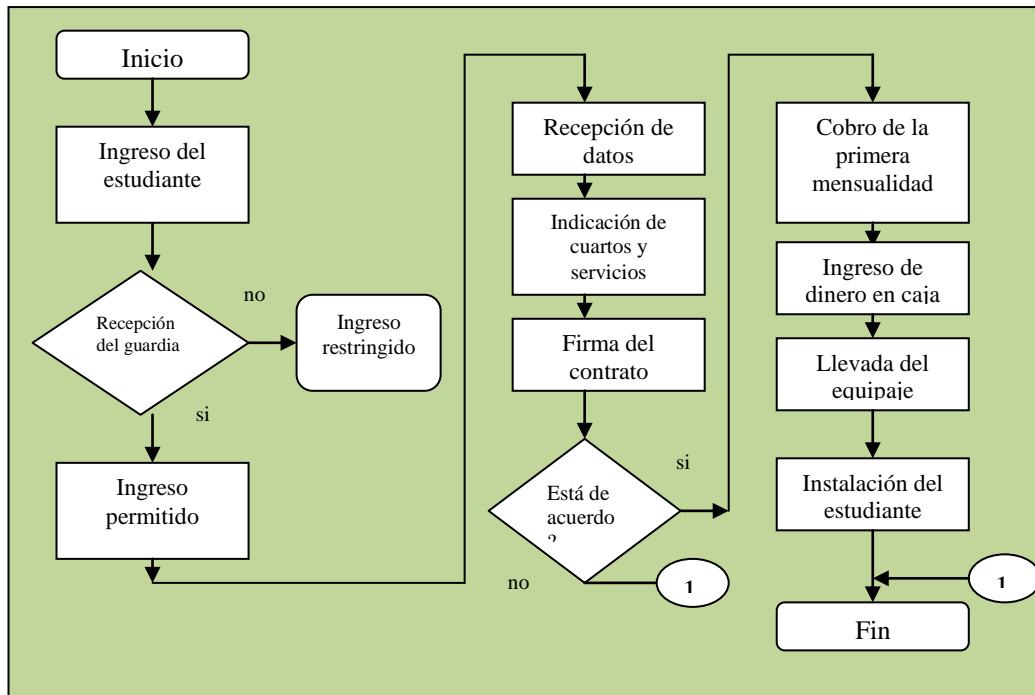 Inicio
Ingreso del
estudiante
Recepción
del guardia
no
Ingreso
restringido
si
Ingreso
permitido
Recepción de
datos
Indicación de
cuartos y
servicios
Firma del
contrato
Está de
acuerdo
?
si
no
1
Cobro de la
primera
mensualidad
Ingreso de
dinero en caja
Llevada del
equipaje
Instalación del
estudiante
1
Fin